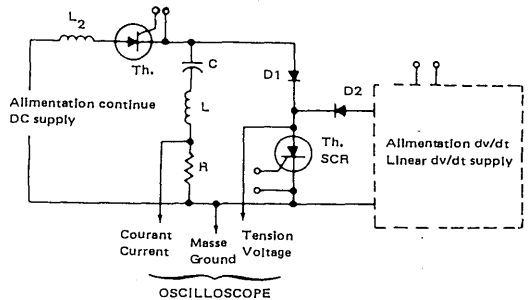 L2
Th.
C
D1
D2
Alimentation continue
DC supply
L
R
Th.
SCR
Alimentation dv/dt
Linear dv/dt supply
Courant
Current
Masse
Ground
Tension
Voltage
OSCILLOSCOPE